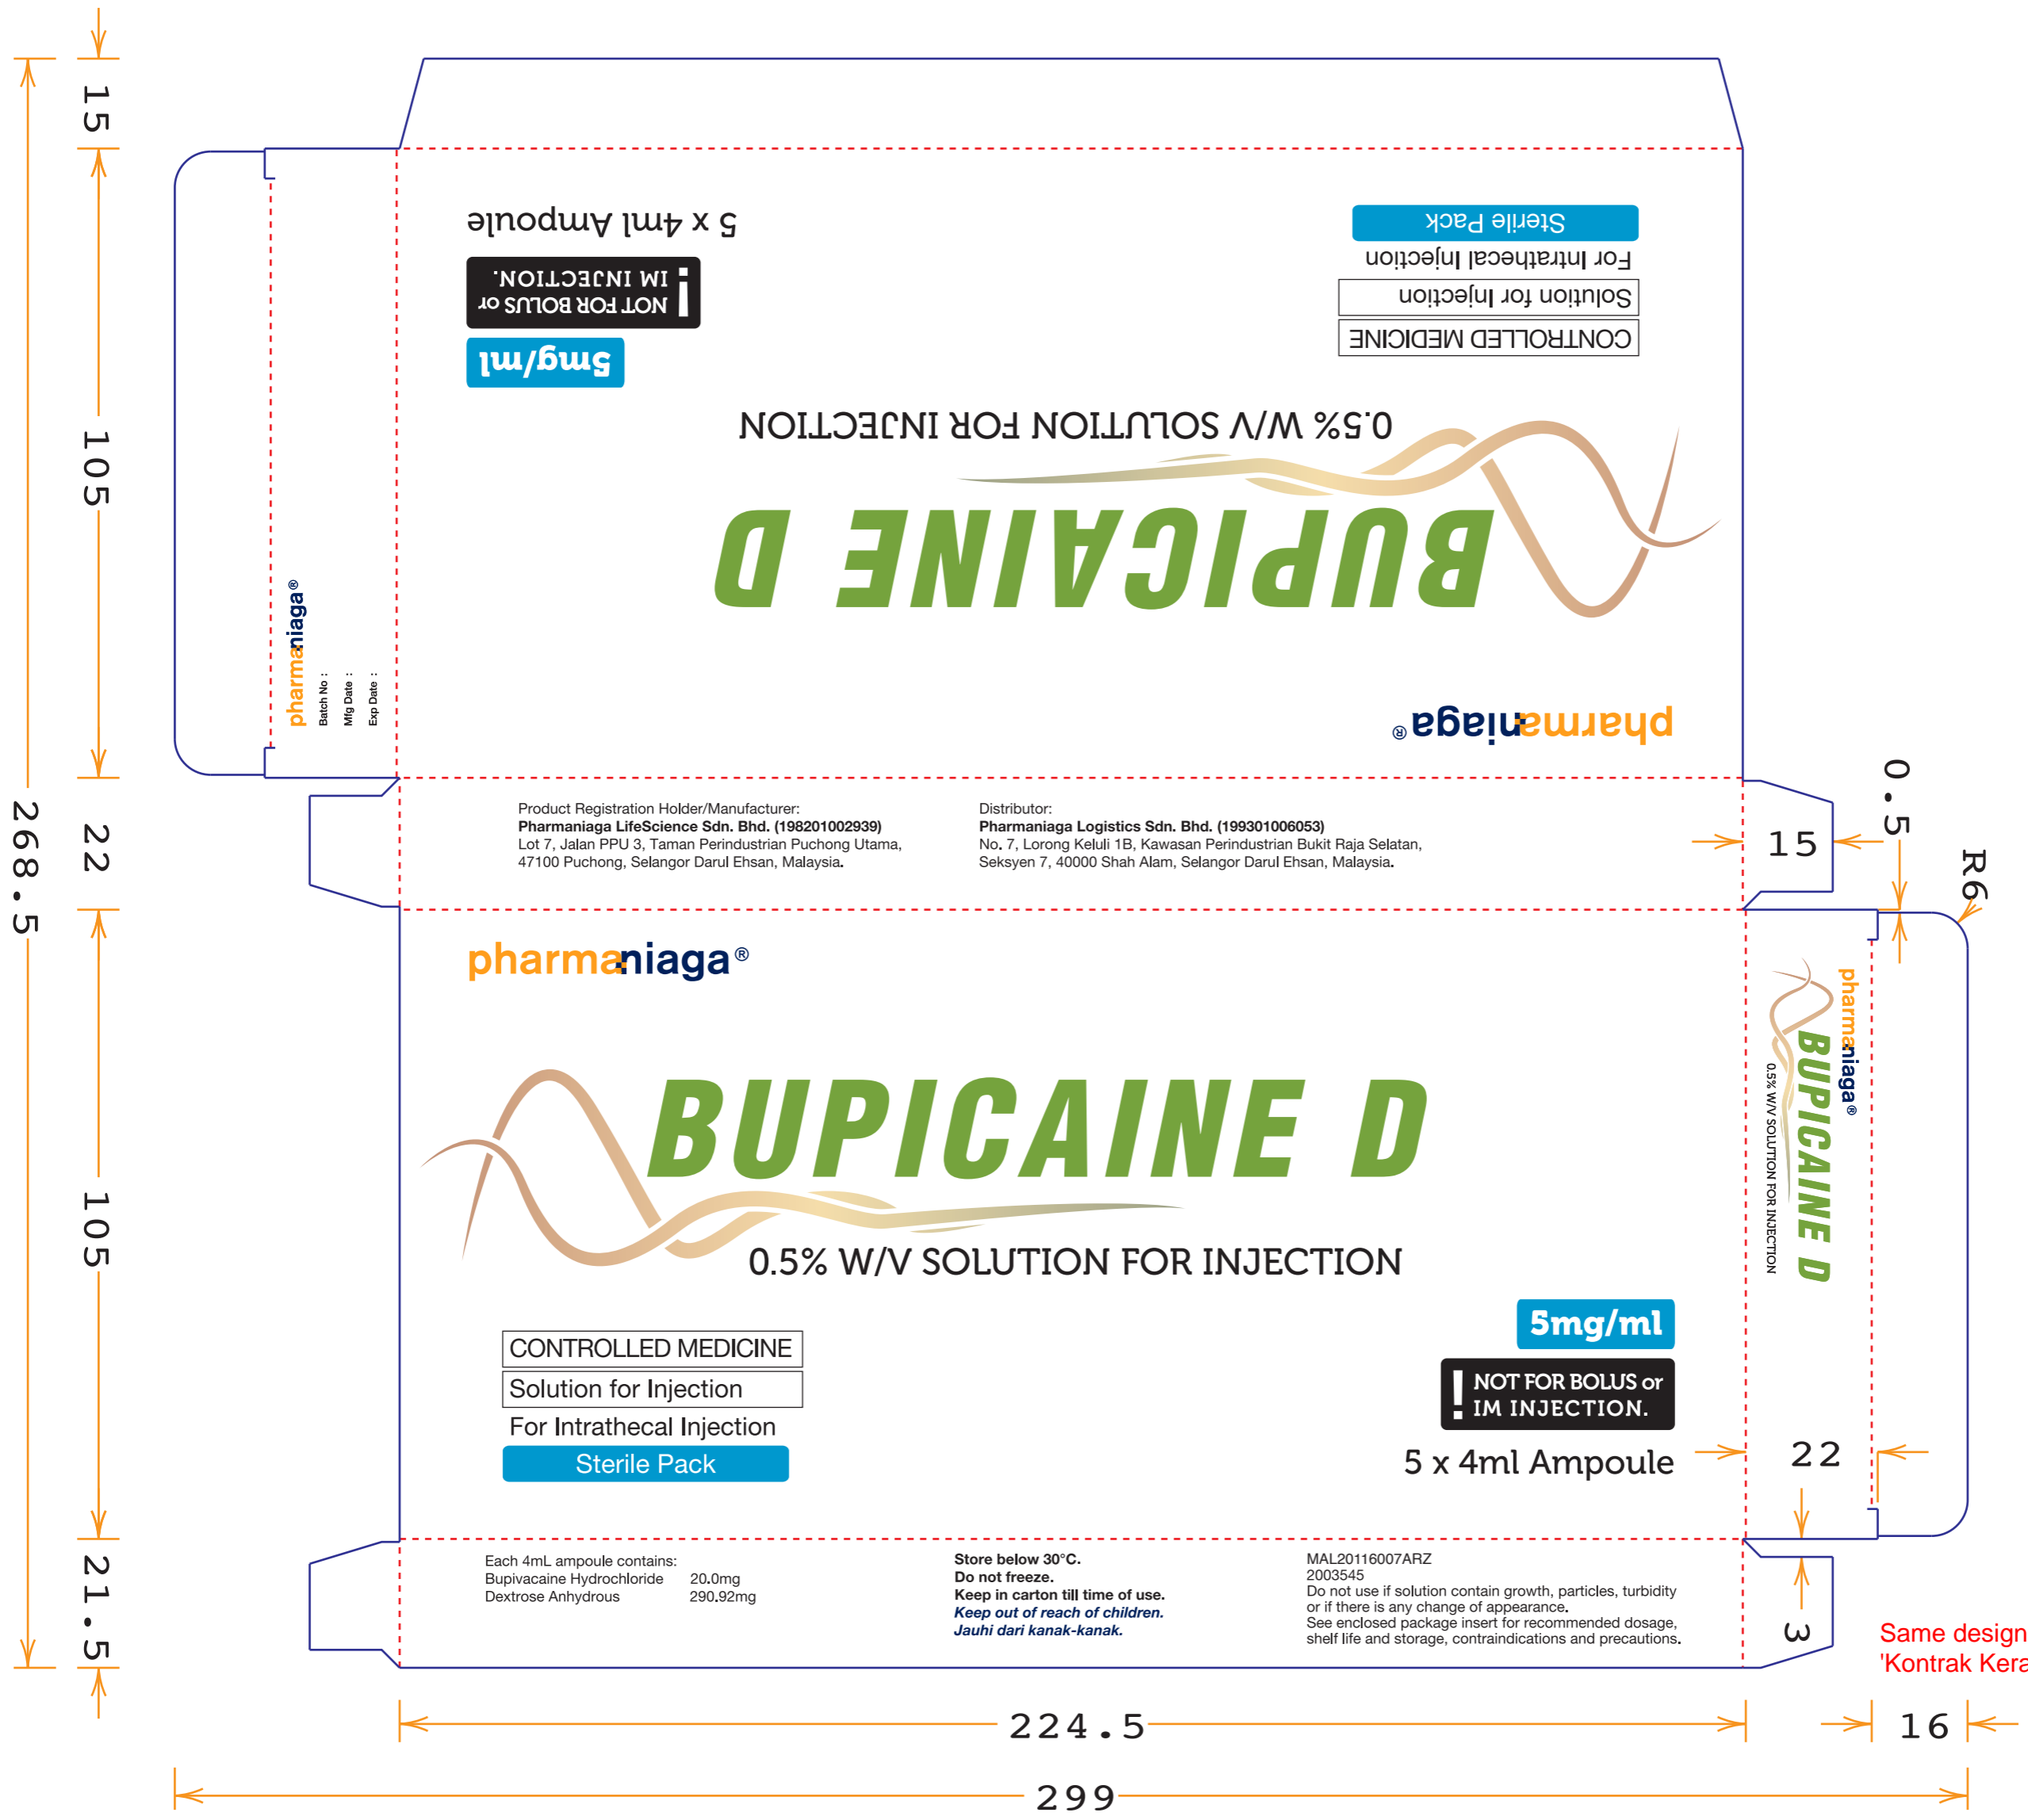 15
105
22
268.5
105
21.5
5 x 4ml Ampoule
! NOT FOR BOLUS or
IM INJECTION.
5mg/ml
Sterile Pack
For Intrathecal Injection
Solution for Injection
CONTROLLED MEDICINE
0.5% W/V SOLUTION FOR INJECTION
BUPICAINE D
pharmaniaga®
pharmaniaga®
Batch No :
Mfg Date :
Exp Date :
Product Registration Holder/Manufacturer:
Pharmaniaga LifeScience Sdn. Bhd. (198201002939)
Lot 7, Jalan PPU 3, Taman Perindustrian Puchong Utama,
47100 Puchong, Selangor Darul Ehsan, Malaysia.
Distributor:
Pharmaniaga Logistics Sdn. Bhd. (199301006053)
No. 7, Lorong Keluli 1B, Kawasan Perindustrian Bukit Raja Selatan,
Seksyen 7, 40000 Shah Alam, Selangor Darul Ehsan, Malaysia.
15
0.5
R6
pharmaniaga®
BUPICAINE D
0.5% W/V SOLUTION FOR INJECTION
CONTROLLED MEDICINE
Solution for Injection
For Intrathecal Injection
Sterile Pack
5mg/ml
! NOT FOR BOLUS or
IM INJECTION.
5 x 4ml Ampoule
pharmaniaga®
BUPICAINE D
0.5% W/V SOLUTION FOR INJECTION
22
Each 4mL ampoule contains:
Bupivacaine Hydrochloride 20.0mg
Dextrose Anhydrous 290.92mg
Store below 30°C.
Do not freeze.
Keep in carton till time of use.
Keep out of reach of children.
Jauhi dari kanak-kanak.
MAL20116007ARZ
2003545
Do not use if solution contain growth, particles, turbidity
or if there is any change of appearance.
See enclosed package insert for recommended dosage,
shelf life and storage, contraindications and precautions.
3
Same design
'Kontrak
224.5
16
299